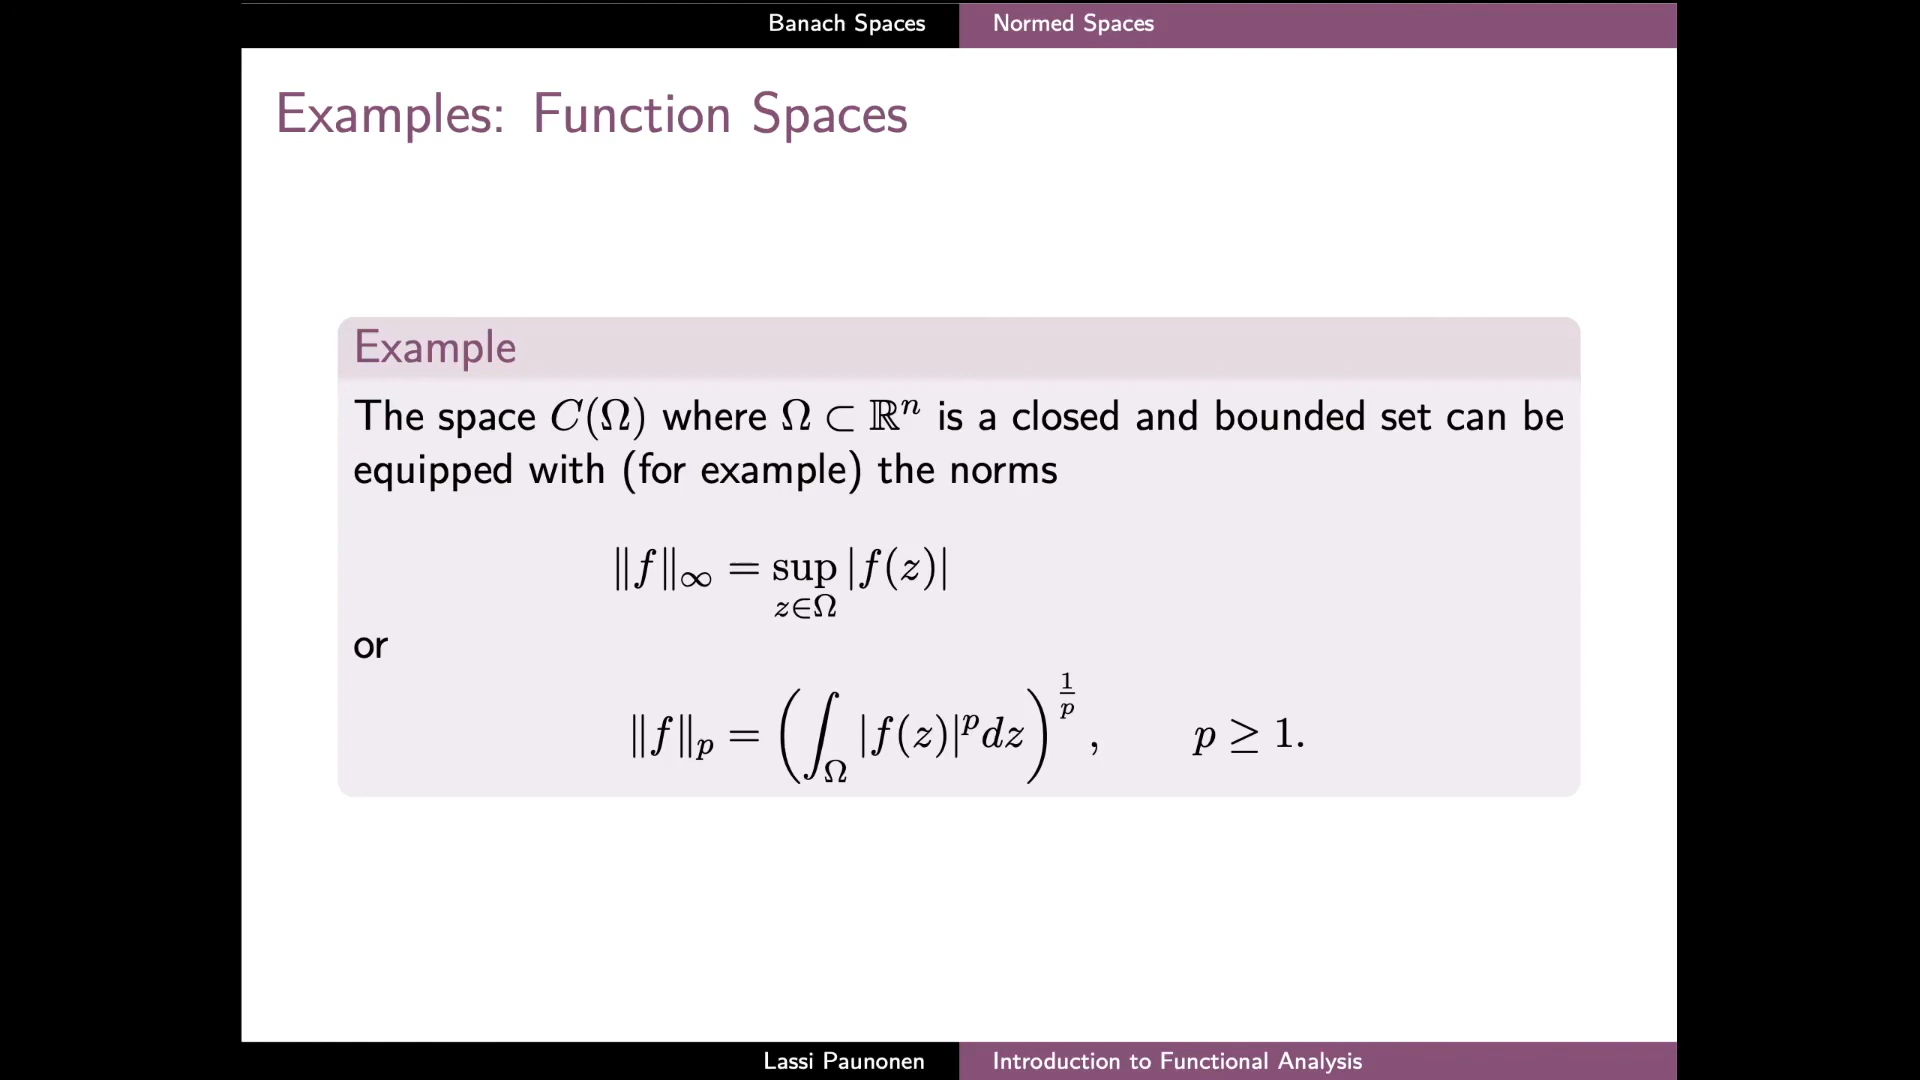 Banach Spaces Normed Spaces
Examples: Function Spaces
Example
The space C(Ω) where Ω ⊂ ℝⁿ is a closed and bounded set can be
equipped with (for example) the norms
‖f‖∞ = sup |f(z)|
z∈Ω
or
‖f‖ₚ = (∫_Ω |f(z)|ᵖ dz)^{1/p}, p ≥ 1.
Lassi Paunonen Introduction to Functional Analysis